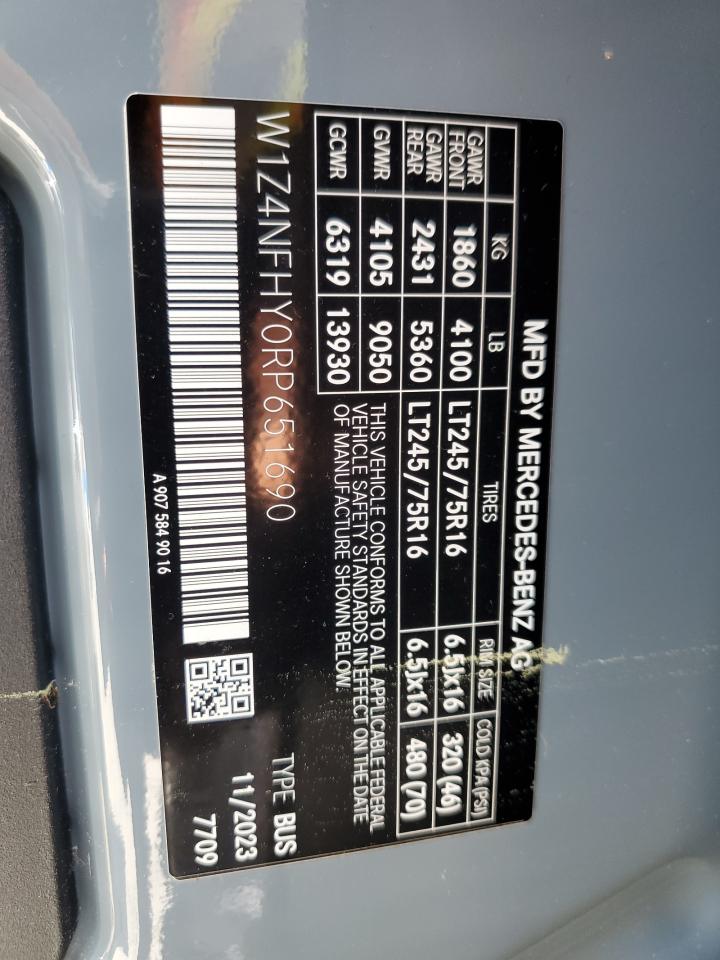 MFD BY MERCEDES-BENZ AG
KG LB TIRES RIM SIZE COLD KPA (PSI)
GAWR FRONT 1860 4100 LT245/75R16 6.5Jx16 320 (46)
GAWR REAR 2431 5360 LT245/75R16 6.5Jx16 480 (70)
GVWR 4105 9050
GCWR 6319 13930
THIS VEHICLE CONFORMS TO ALL APPLICABLE FEDERAL
VEHICLE SAFETY STANDARDS IN EFFECT ON THE DATE
OF MANUFACTURE SHOWN BELOW.
W1Z4NFHY0RP651690
TYPE BUS
11/2023
7709
A 907 584 90 16